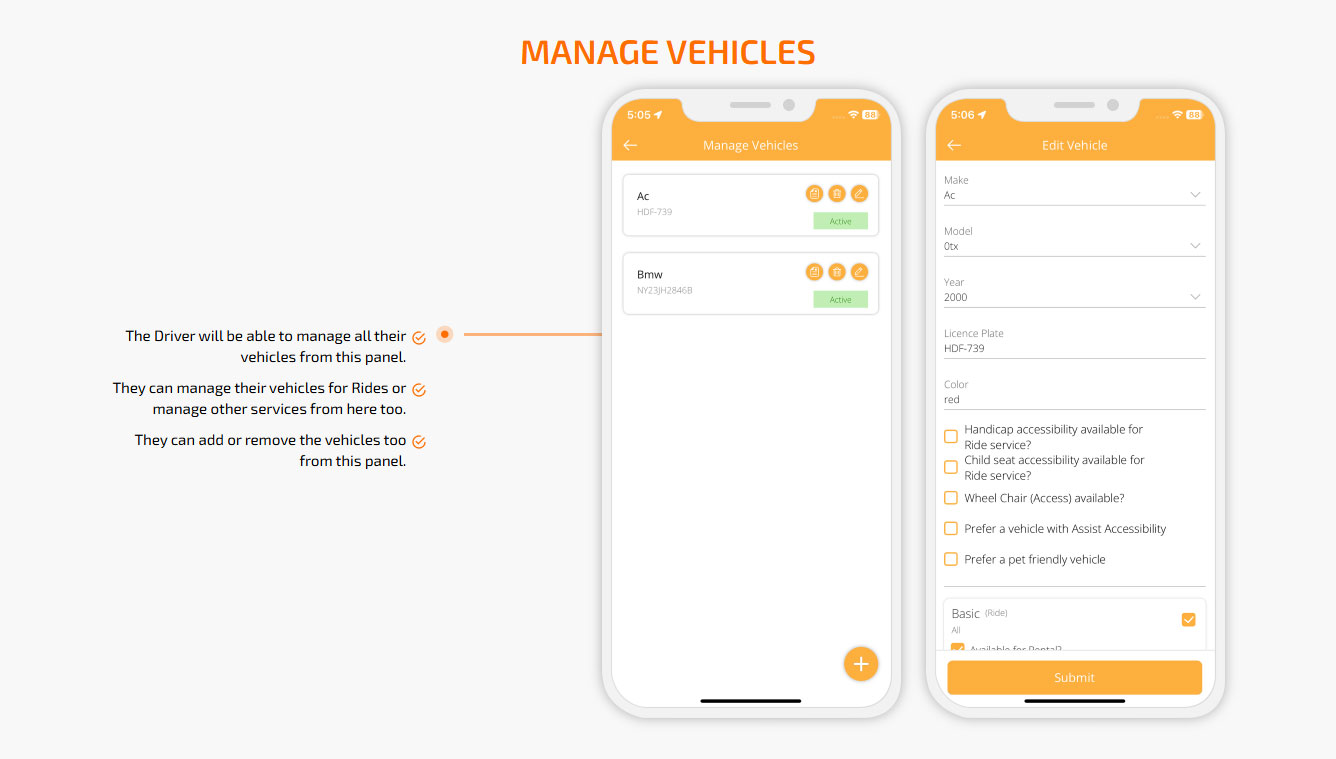 MANAGE VEHICLES
The Driver will be able to manage all their
vehicles from this panel.
They can manage their vehicles for Rides or
manage other services from here too.
They can add or remove the vehicles too
from this panel.
5:05
88
Manage Vehicles
Ac
HDF-739
Active
Bmw
NY23JH2846B
Active
5:06
88
Edit Vehicle
Make
Ac
Model
0tx
Year
2000
Licence Plate
HDF-739
Color
red
Handicap accessibility available for
Ride service?
Child seat accessibility available for
Ride service?
Wheel Chair (Access) available?
Prefer a vehicle with Assist Accessibility
Prefer a pet friendly vehicle
Basic (Ride)
All
Available for Rental?
Submit